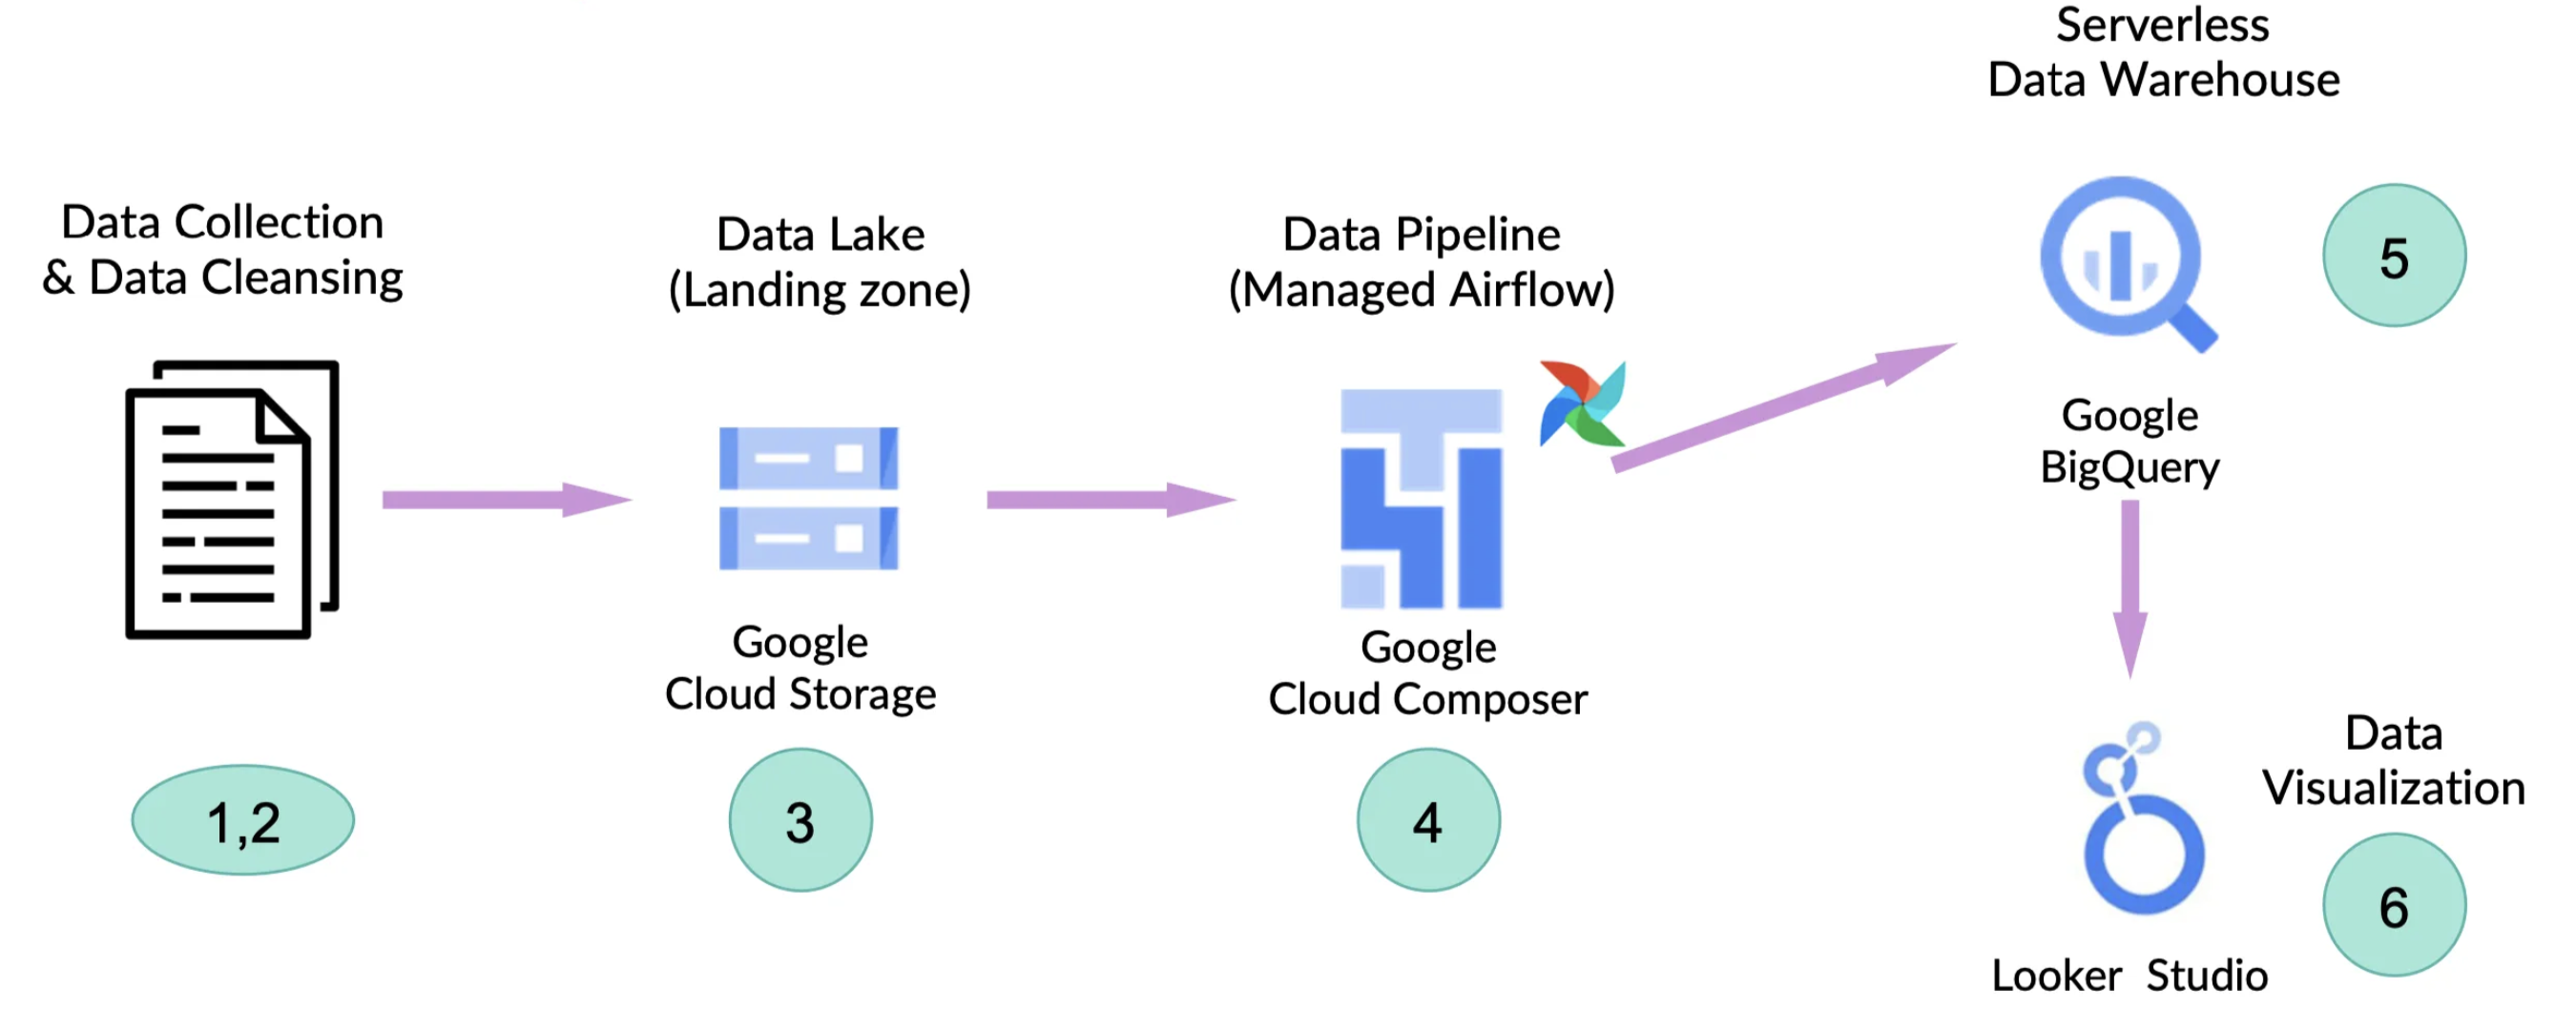 Data Collection
& Data Cleansing
1,2
Data Lake
(Landing zone)
Google
Cloud Storage
3
Data Pipeline
(Managed Airflow)
Google
Cloud Composer
4
Serverless
Data Warehouse
5
Google
BigQuery
Data
Visualization
6
Looker Studio